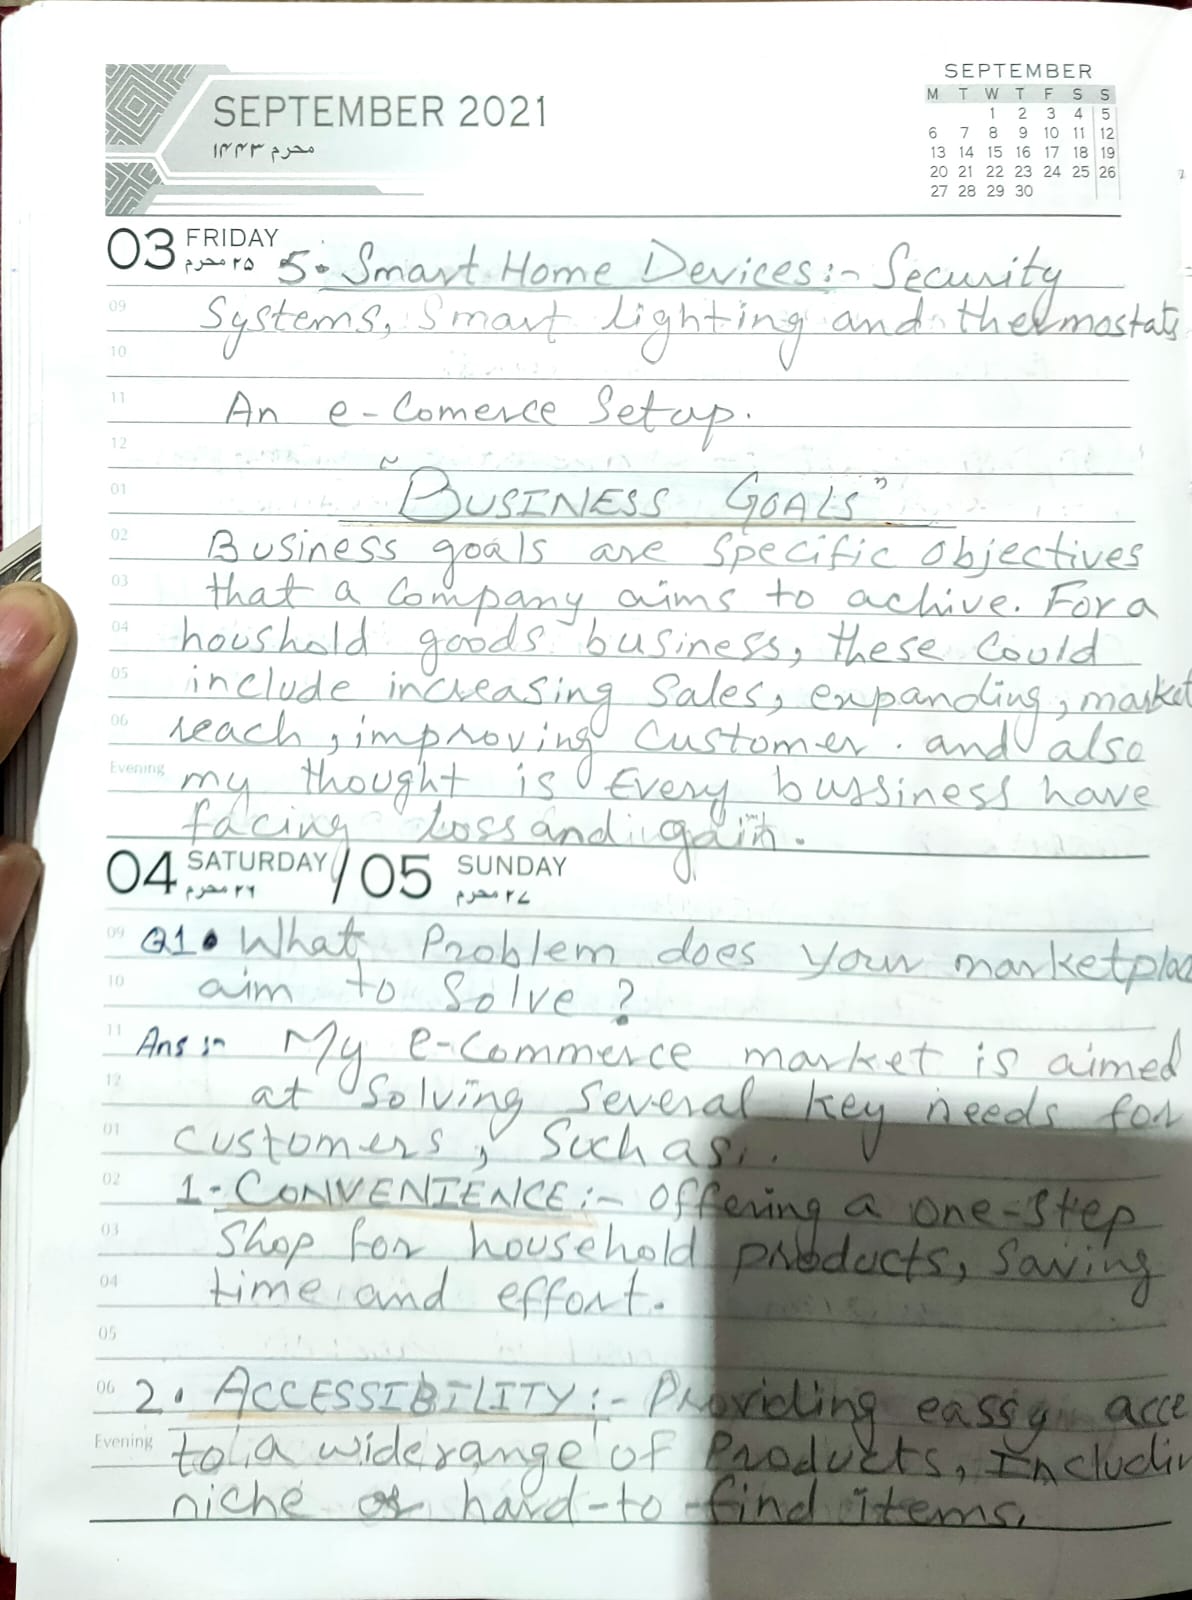 SEPTEMBER 2021
محرم ١٤٤٣
SEPTEMBER
M T W T F S S
1 2 3 4 5
6 7 8 9 10 11 12
13 14 15 16 17 18 19
20 21 22 23 24 25 26
27 28 29 30
03 FRIDAY
٢٥ محرم
5. Smart Home Devices:- Security
09 Systems, Smart lighting and thermostats
10
11 An e-Comerce Setup.
12
01 "BUSINESS GOALS"
02 Business goals are specific objectives
03 that a company aims to achive. For a
04 houshold goods business, these could
05 include increasing sales, expanding, market
06 reach, improving customer. and also
Evening my thought is Every bussiness have
facing loss and gain.
04 SATURDAY / 05 SUNDAY
٢٦ محرم ٢٧ محرم
09 Q1. What Problem does your marketplac
10 aim to Solve?
11 Ans:- My e-Commerce market is aimed
12 at solving several key needs for
01 customers, Such as..
02 1-CONVENIENCE:- Offering a one-step
03 Shop for household products, Saving
04 time and effort.
05
06 2. ACCESSIBILITY:- Providing eassy acce
Evening to a wide range of Products, Includin
niche or hard-to-find items.